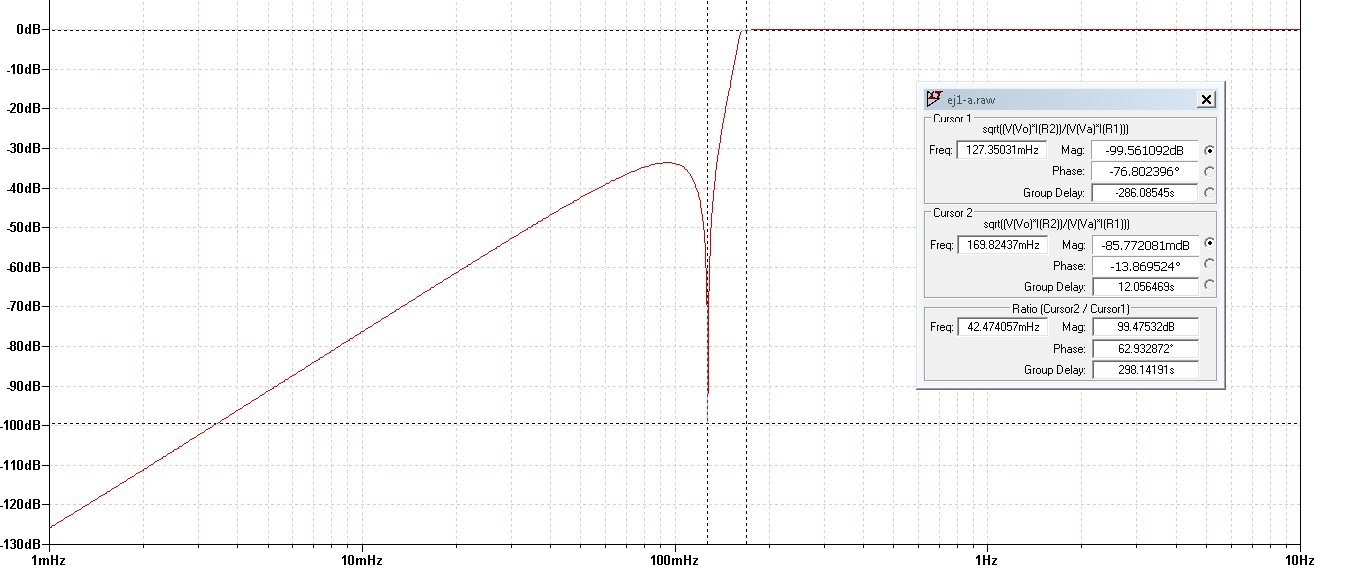 0dB
-10dB
-20dB
-30dB
-40dB
-50dB
-60dB
-70dB
-80dB
-90dB
-100dB
-110dB
-120dB
-130dB
1mHz 10mHz 100mHz 1Hz 10Hz
ej1-a.raw
Cursor 1
sqrt((V(Vo)*I(R2))/(V(Va)*I(R1)))
Freq: 127.35031mHz Mag: -99.561092dB
Phase: -76.802396°
Group Delay: -286.08545s
Cursor 2
sqrt((V(Vo)*I(R2))/(V(Va)*I(R1)))
Freq: 169.82437mHz Mag: -85.772081mdB
Phase: -13.869524°
Group Delay: 12.056469s
Ratio (Cursor2 / Cursor1)
Freq: 42.474057mHz Mag: 99.47532dB
Phase: 62.932872°
Group Delay: 298.14191s